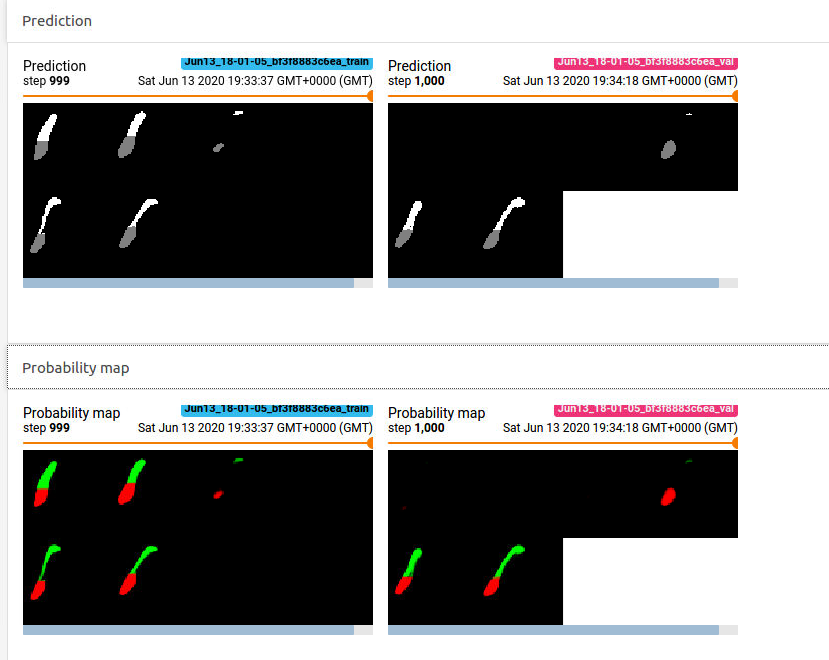 Prediction
Jun13_18-01-05_bf3f8883c6ea_train
Prediction
step 999 Sat Jun 13 2020 19:33:37 GMT+0000 (GMT)
Jun13_18-01-05_bf3f8883c6ea_val
Prediction
step 1,000 Sat Jun 13 2020 19:34:18 GMT+0000 (GMT)
Probability map
Jun13_18-01-05_bf3f8883c6ea_train
Probability map
step 999 Sat Jun 13 2020 19:33:37 GMT+0000 (GMT)
Jun13_18-01-05_bf3f8883c6ea_val
Probability map
step 1,000 Sat Jun 13 2020 19:34:18 GMT+0000 (GMT)